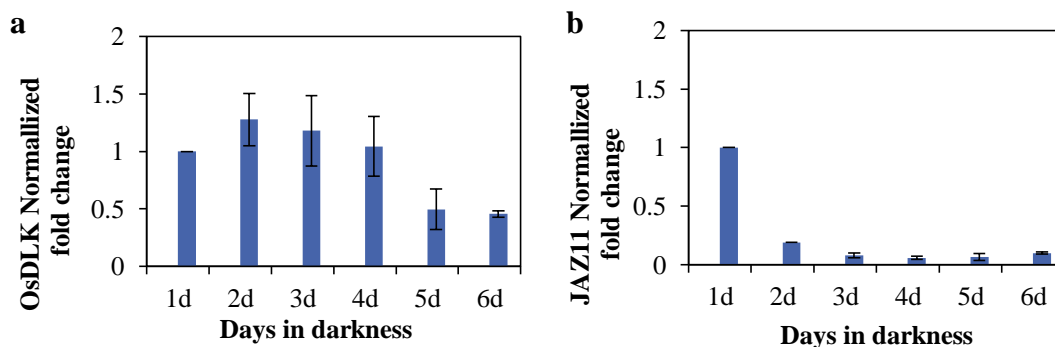 a
OsDLK Normallized
fold change
2
1.5
1
0.5
0
1d 2d 3d 4d 5d 6d
Days in darkness
b
JAZ11 Normallized
fold change
2
1.5
1
0.5
0
1d 2d 3d 4d 5d 6d
Days in darkness